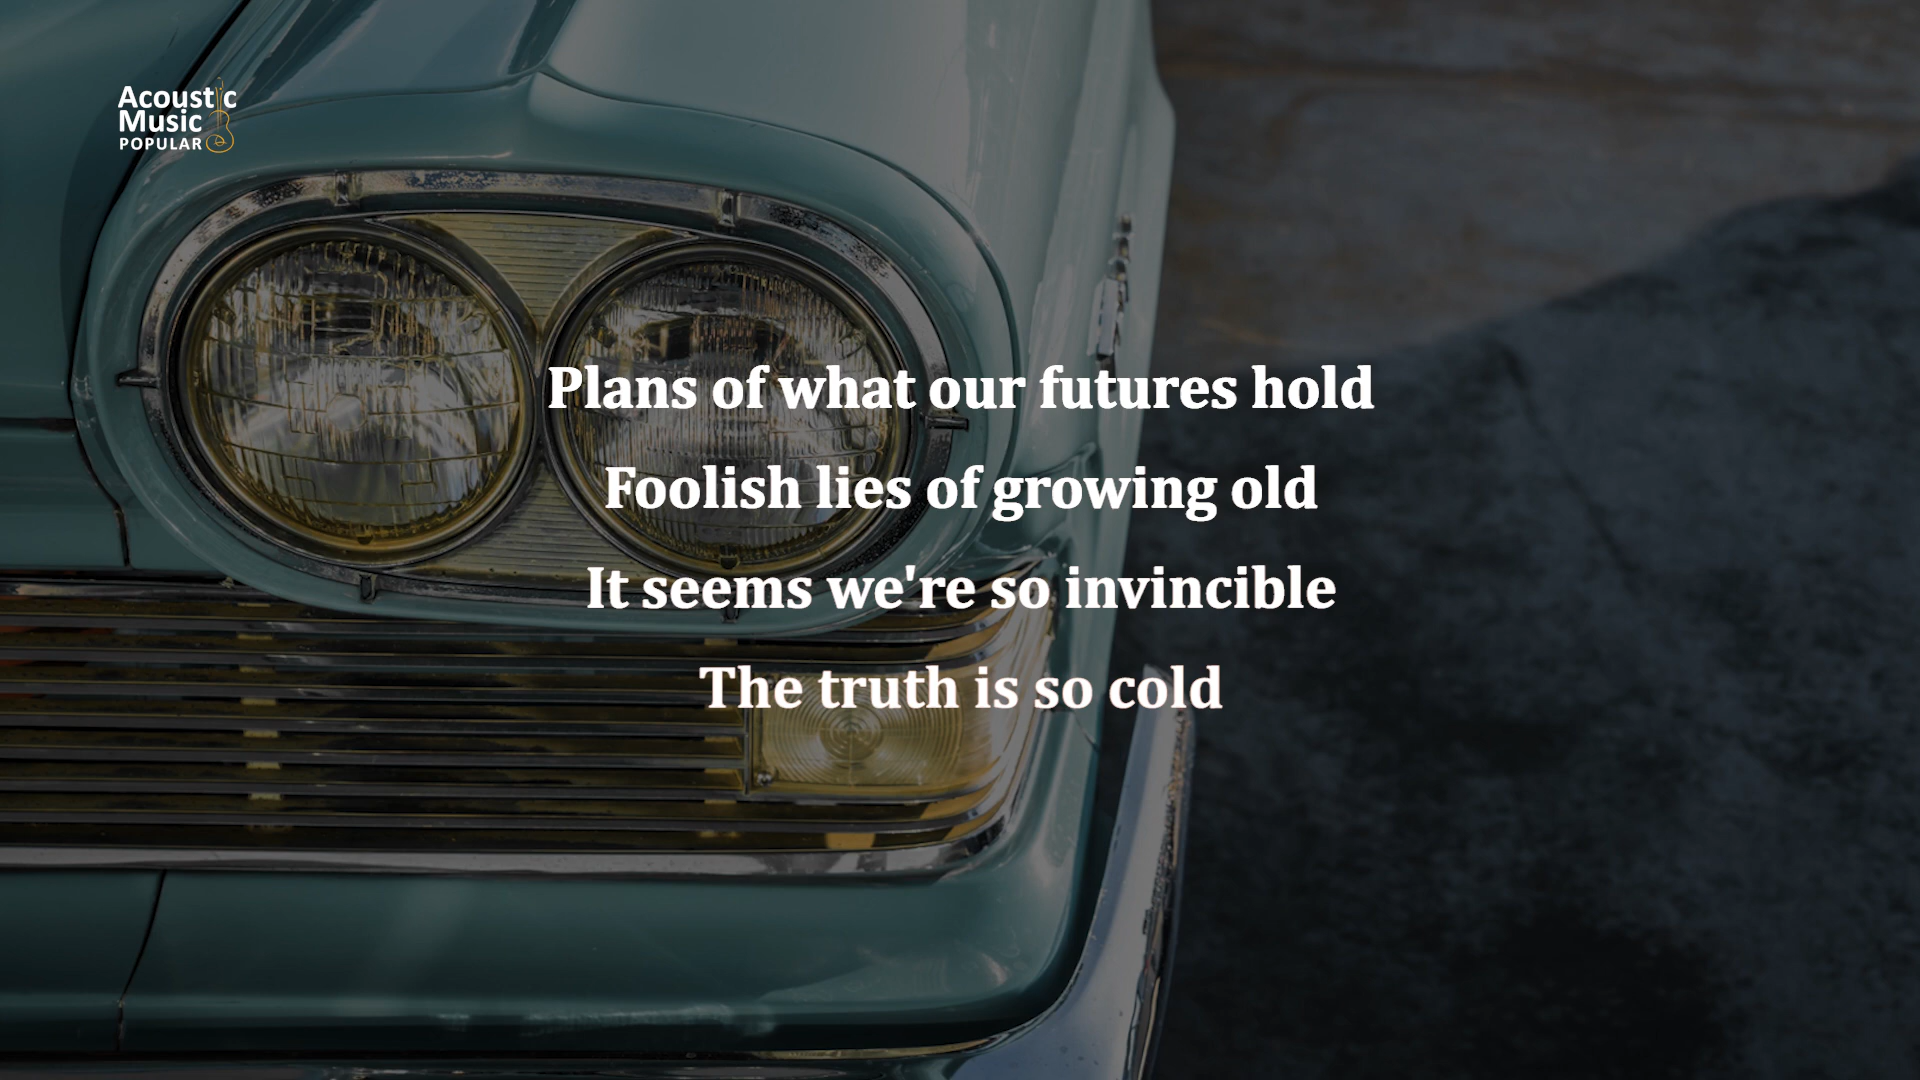 Acoustic
Music
POPULAR
Plans of what our futures hold
Foolish lies of growing old
It seems we're so invincible
The truth is so cold